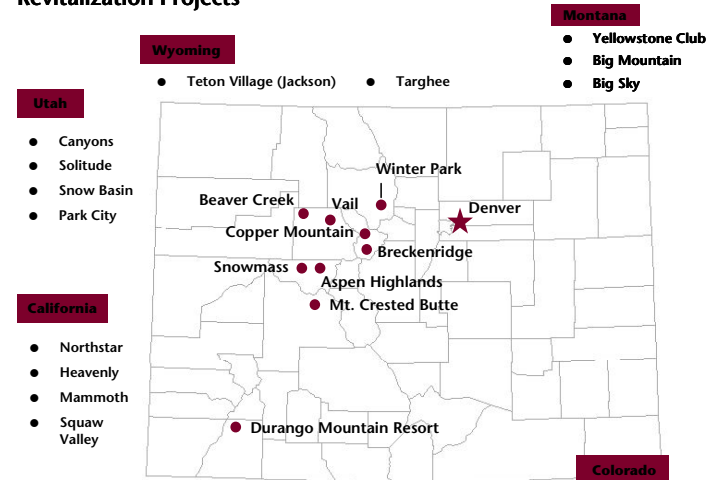 Revitalization Projects
Montana
Yellowstone Club
Big Mountain
Big Sky
Wyoming
Teton Village (Jackson)
Targhee
Utah
Canyons
Solitude
Snow Basin
Park City
Winter Park
Beaver Creek
Vail
Denver
Copper Mountain
Breckenridge
Snowmass
Aspen Highlands
Mt. Crested Butte
California
Northstar
Heavenly
Mammoth
Squaw
Valley
Durango Mountain Resort
Colorado